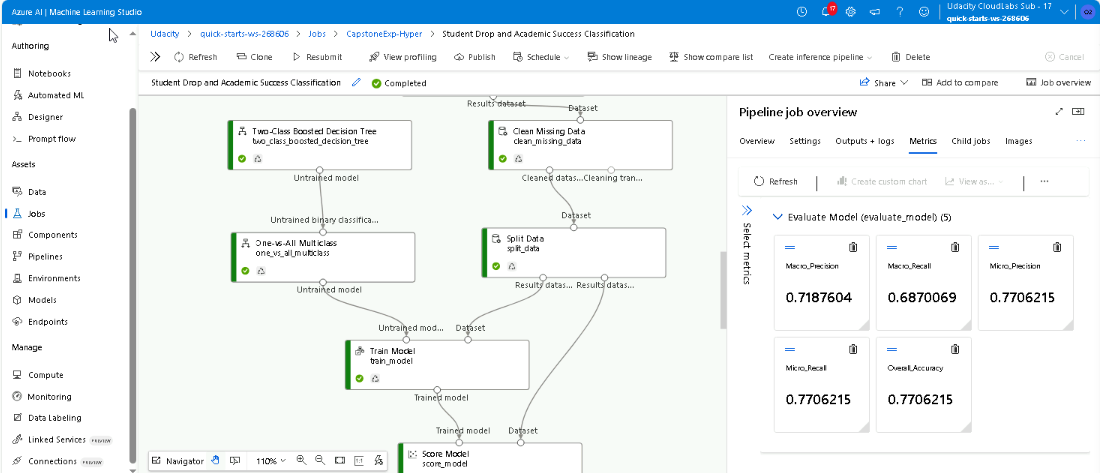 Azure AI | Machine Learning Studio
17
Udacity CloudLabs Sub - 17
quick-starts-ws-268606
OZ
Authoring
Notebooks
Automated ML
Designer
Prompt flow
Assets
Data
Jobs
Components
Pipelines
Environments
Models
Endpoints
Manage
Compute
Monitoring
Data Labeling
Linked Services PREVIEW
Connections PREVIEW
Udacity > quick-starts-ws-268606 > Jobs > CapstoneExp-Hyper > Student Drop and Academic Success Classification
Refresh
Clone
Resubmit
View profiling
Publish
Schedule
Show lineage
Show compare list
Create inference pipeline
Delete
Cancel
Student Drop and Academic Success Classification
Completed
Share
Add to compare
Job overview
Results dataset
Dataset
Two-Class Boosted Decision Tree
two_class_boosted_decision_tree
Untrained model
Clean Missing Data
clean_missing_data
Cleaned datas...
Cleaning tran...
Untrained binary classifica...
One-vs-All Multiclass
one_vs_all_multiclass
Untrained model
Dataset
Split Data
split_data
Results datas...
Results datas...
Untrained mod...
Dataset
Train Model
train_model
Trained model
Trained model
Dataset
Score Model
score_model
Navigator
110%
1:1
Pipeline job overview
Overview
Settings
Outputs + logs
Metrics
Child jobs
Images
...
Refresh
Create custom chart
View as...
...
Select metrics
Evaluate Model (evaluate_model) (5)
Macro_Precision
0.7187604
Macro_Recall
0.6870069
Micro_Precision
0.7706215
Micro_Recall
0.7706215
Overall_Accuracy
0.7706215